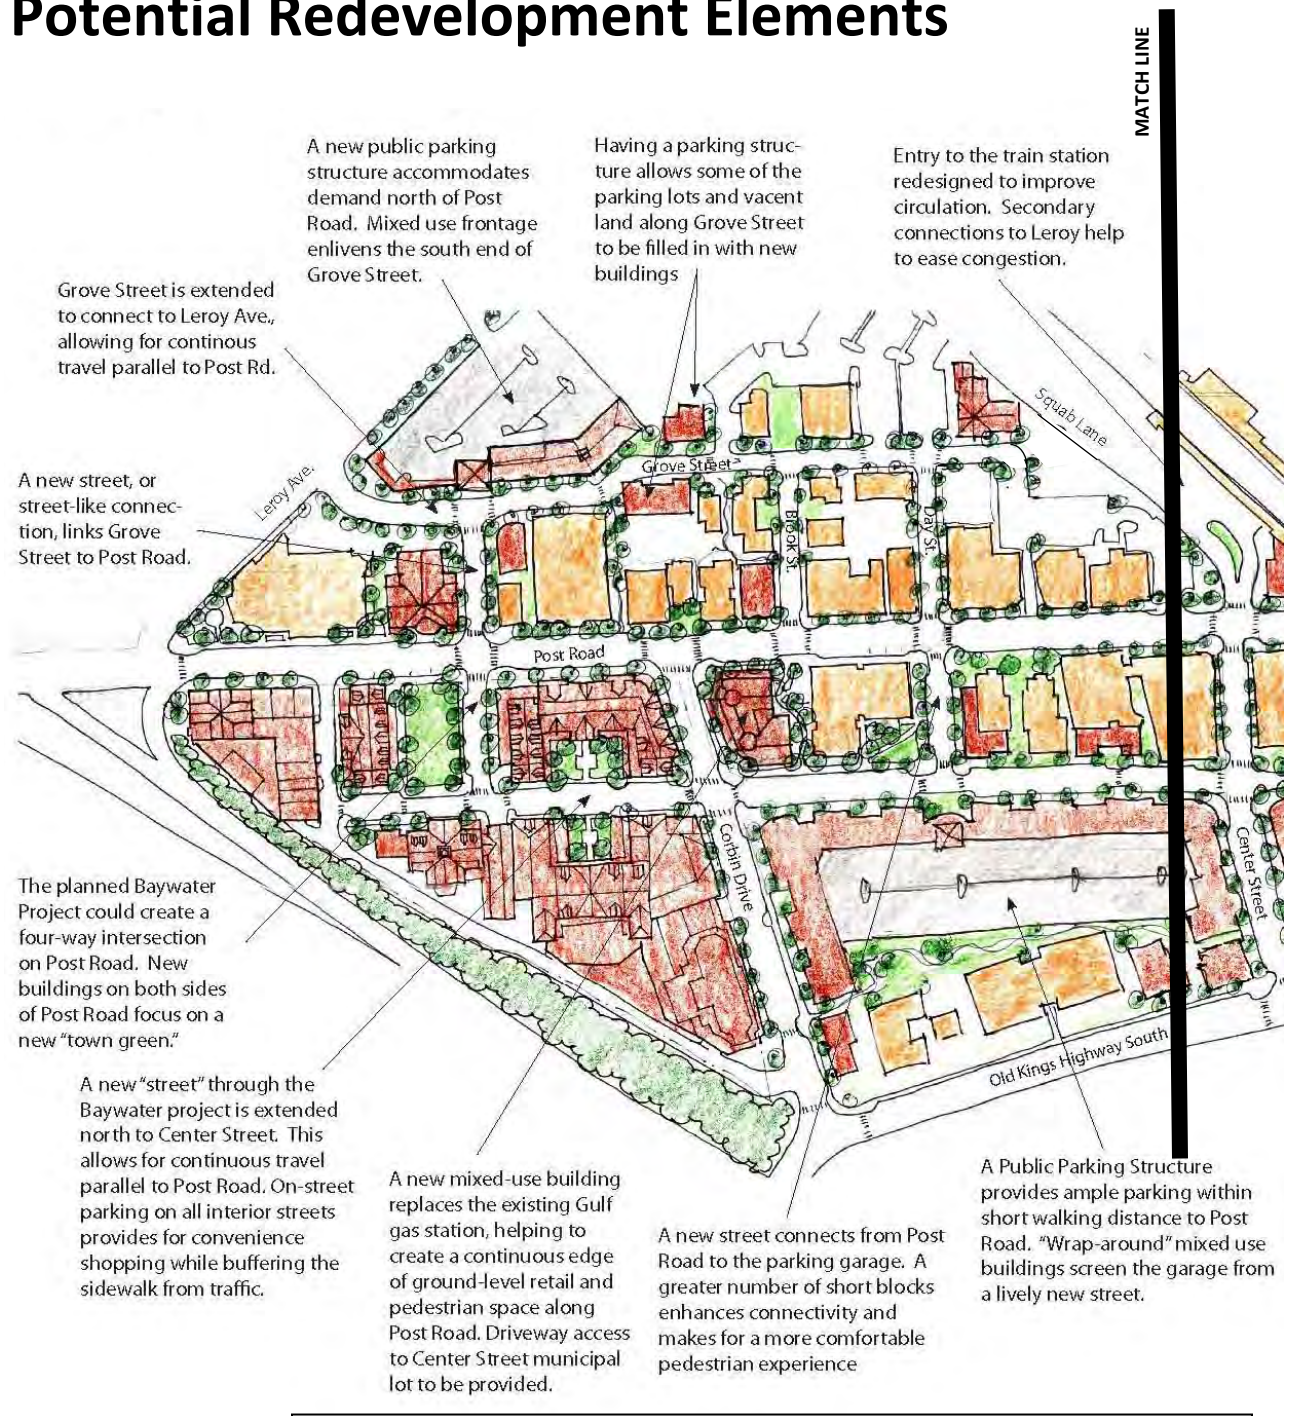 Potential Redevelopment Elements
MATCH LINE
A new public parking
structure accommodates
demand north of Post
Road. Mixed use frontage
enlivens the south end of
Grove Street.
Having a parking struc-
ture allows some of the
parking lots and vacant
land along Grove Street
to be filled in with new
buildings
Entry to the train station
redesigned to improve
circulation. Secondary
connections to Leroy help
to ease congestion.
Grove Street is extended
to connect to Leroy Ave.,
allowing for continous
travel parallel to Post Rd.
A new street, or
street-like connec-
tion, links Grove
Street to Post Road.
Leroy Ave.
Grove Street
Squab Lane
Brook St.
Day St.
Post Road
Corbin Drive
Center Street
Old Kings Highway South
The planned Baywater
Project could create a
four-way intersection
on Post Road. New
buildings on both sides
of Post Road focus on a
new "town green."
A new "street" through the
Baywater project is extended
north to Center Street. This
allows for continuous travel
parallel to Post Road. On-street
parking on all interior streets
provides for convenience
shopping while buffering the
sidewalk from traffic.
A new mixed-use building
replaces the existing Gulf
gas station, helping to
create a continuous edge
of ground-level retail and
pedestrian space along
Post Road. Driveway access
to Center Street municipal
lot to be provided.
A new street connects from Post
Road to the parking garage. A
greater number of short blocks
enhances connectivity and
makes for a more comfortable
pedestrian experience
A Public Parking Structure
provides ample parking within
short walking distance to Post
Road. "Wrap-around" mixed use
buildings screen the garage from
a lively new street.